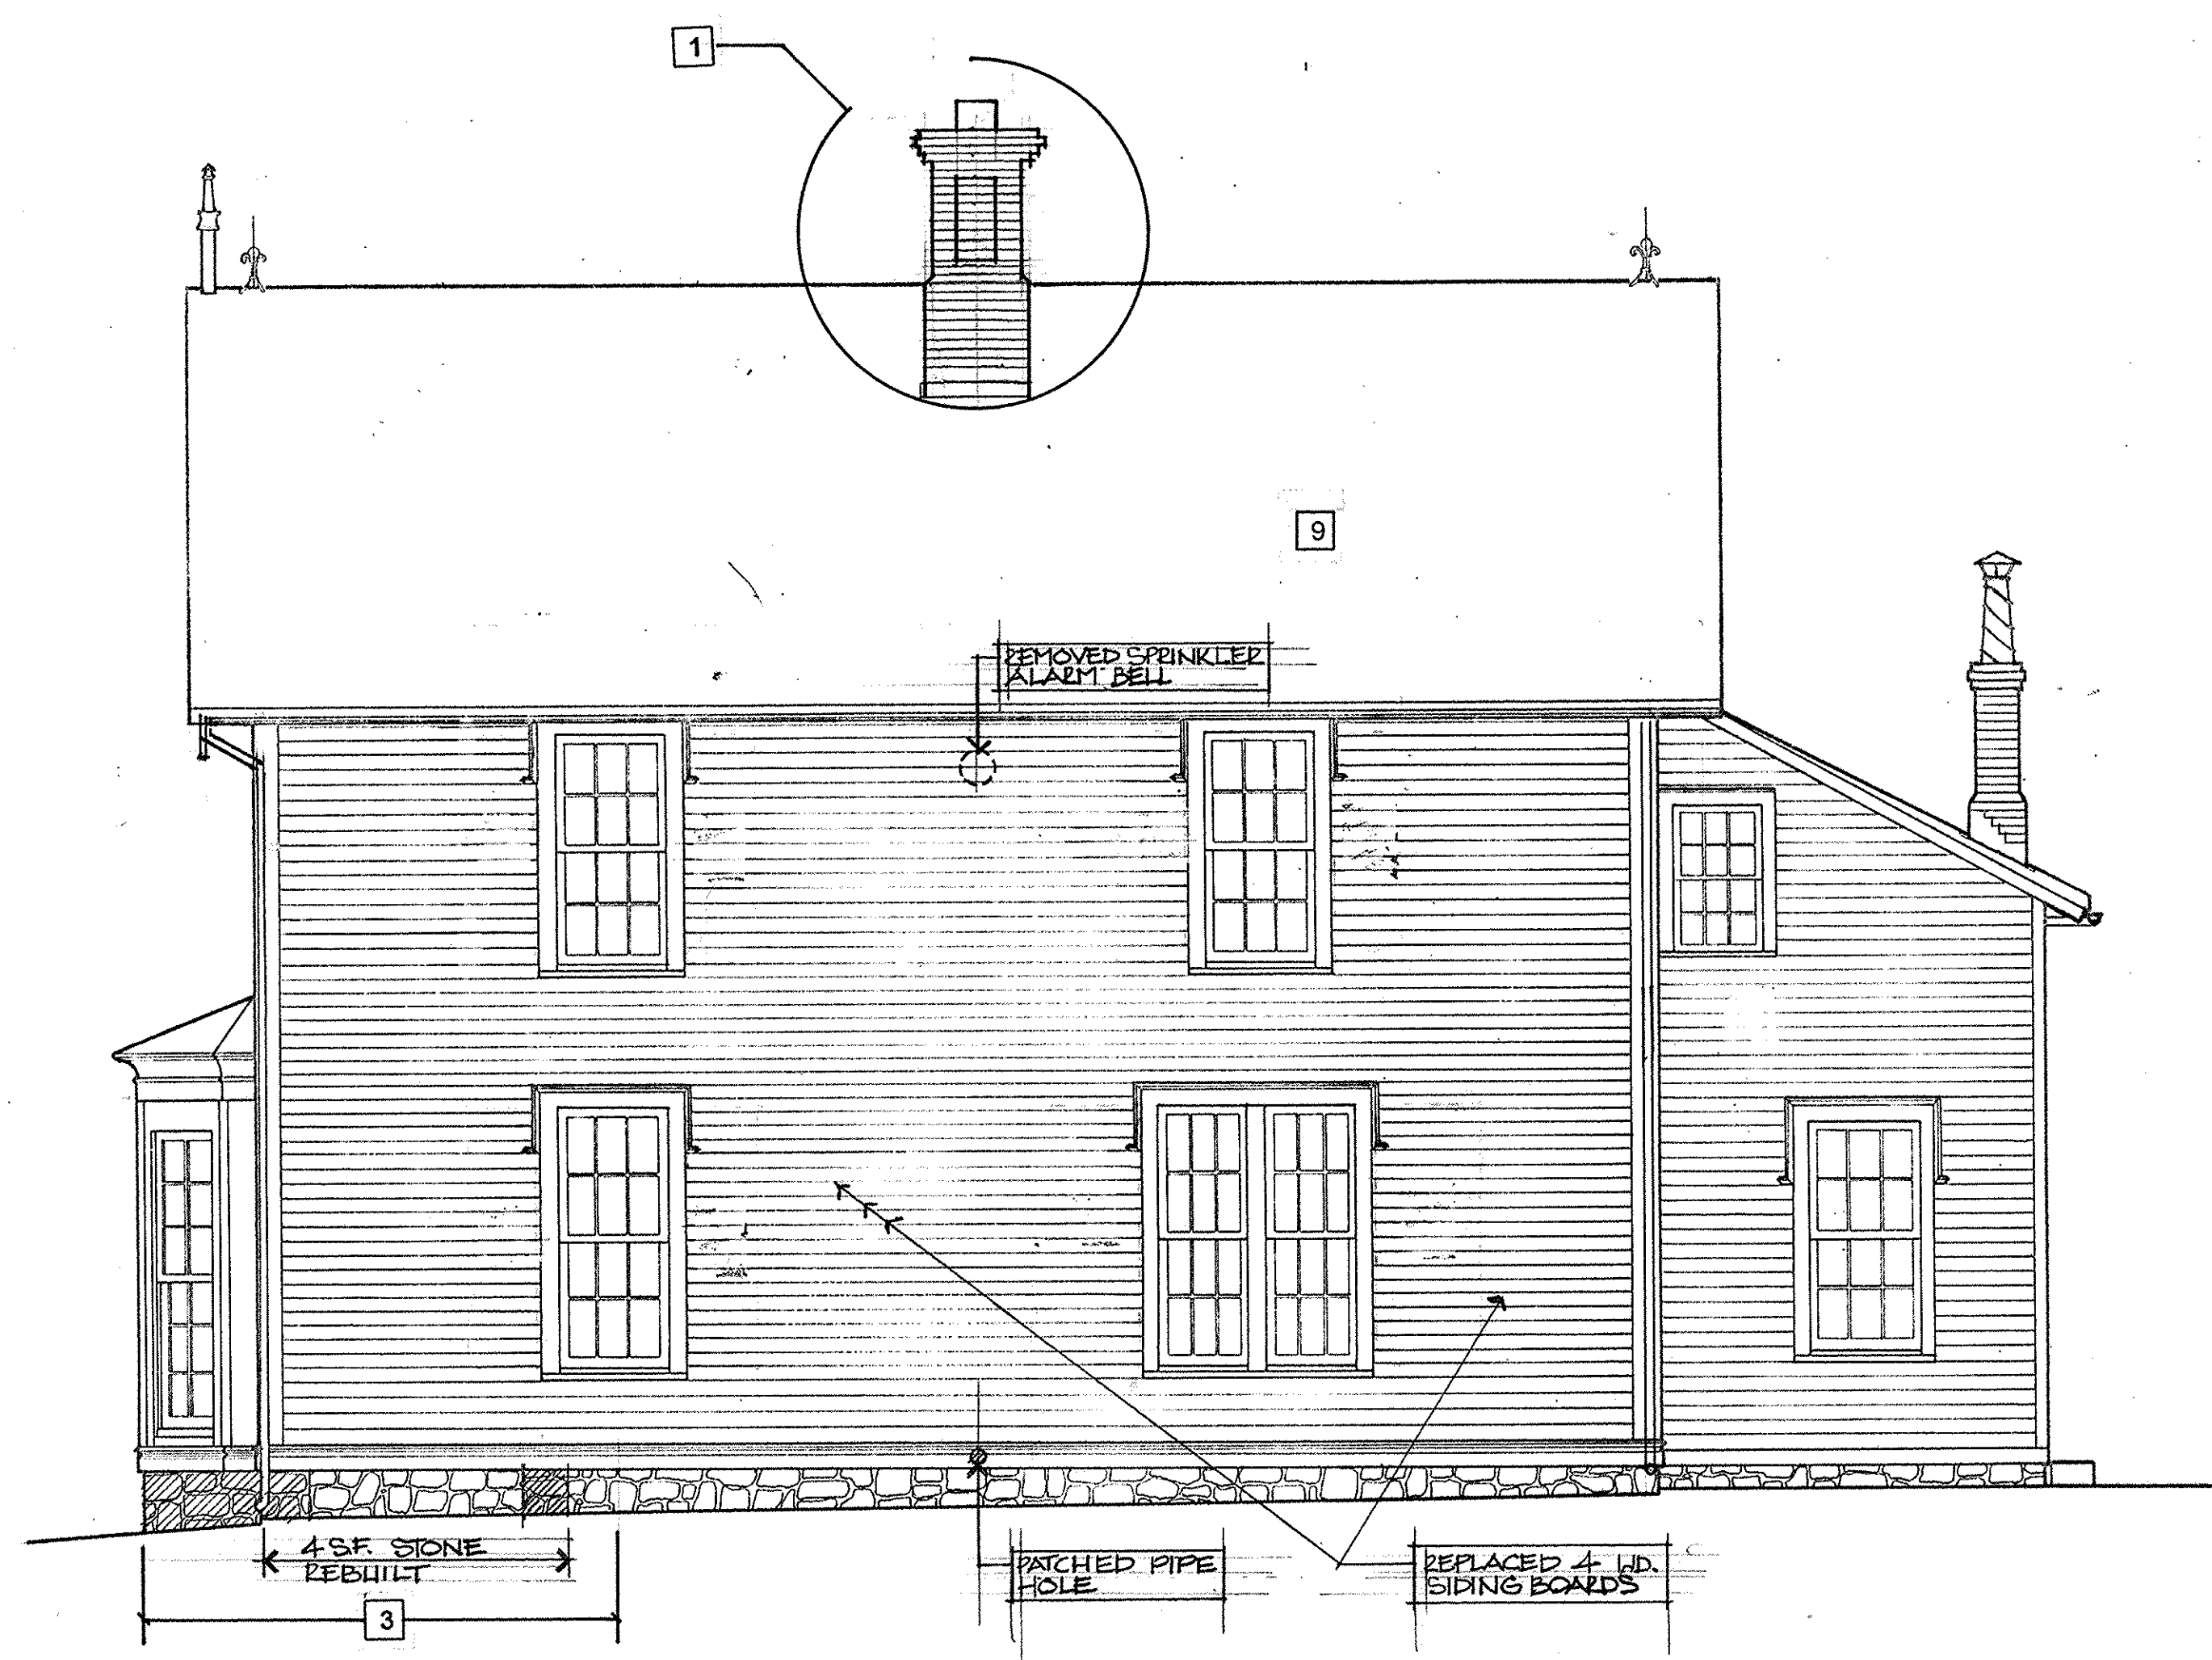 1
9
REMOVED SPRINKLER
ALARM BELL
4 S.F. STONE
REBUILT
PATCHED PIPE
HOLE
REPLACED 4 WD.
SIDING BOARDS
3